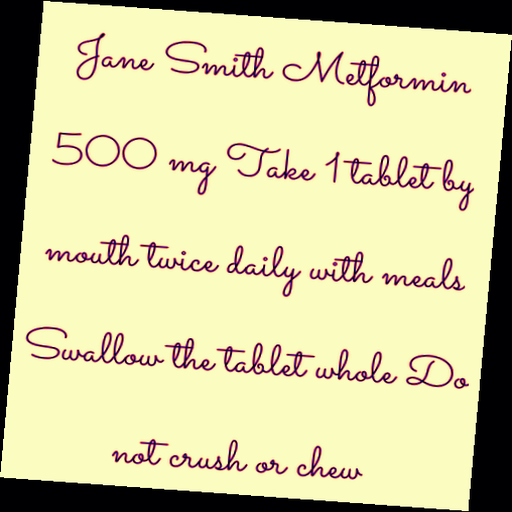 Jane Smith Metformin
500 mg Take 1 tablet by
mouth twice daily with meals
Swallow the tablet whole Do
not crush or chew